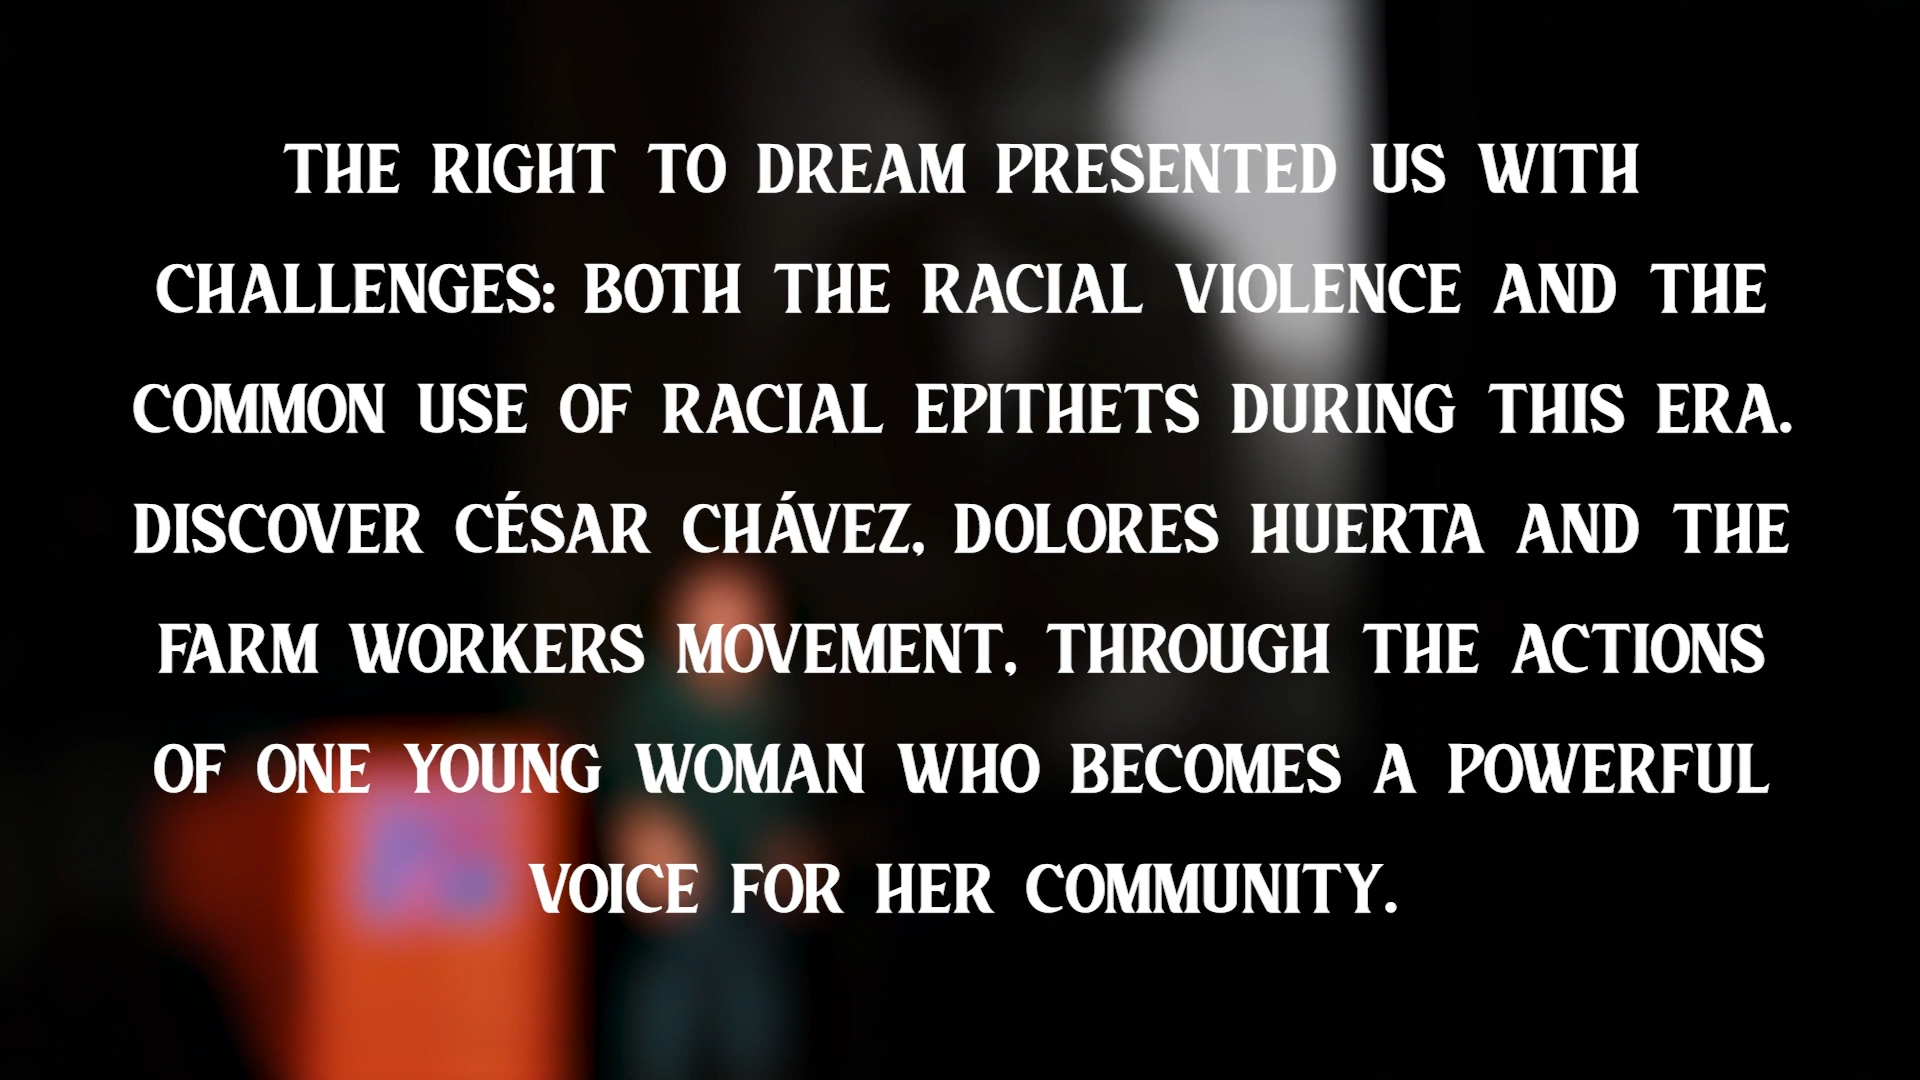 THE RIGHT TO DREAM PRESENTED US WITH
CHALLENGES: BOTH THE RACIAL VIOLENCE AND THE
COMMON USE OF RACIAL EPITHETS DURING THIS ERA.
DISCOVER CÉSAR CHÁVEZ, DOLORES HUERTA AND THE
FARM WORKERS MOVEMENT, THROUGH THE ACTIONS
OF ONE YOUNG WOMAN WHO BECOMES A POWERFUL
VOICE FOR HER COMMUNITY.